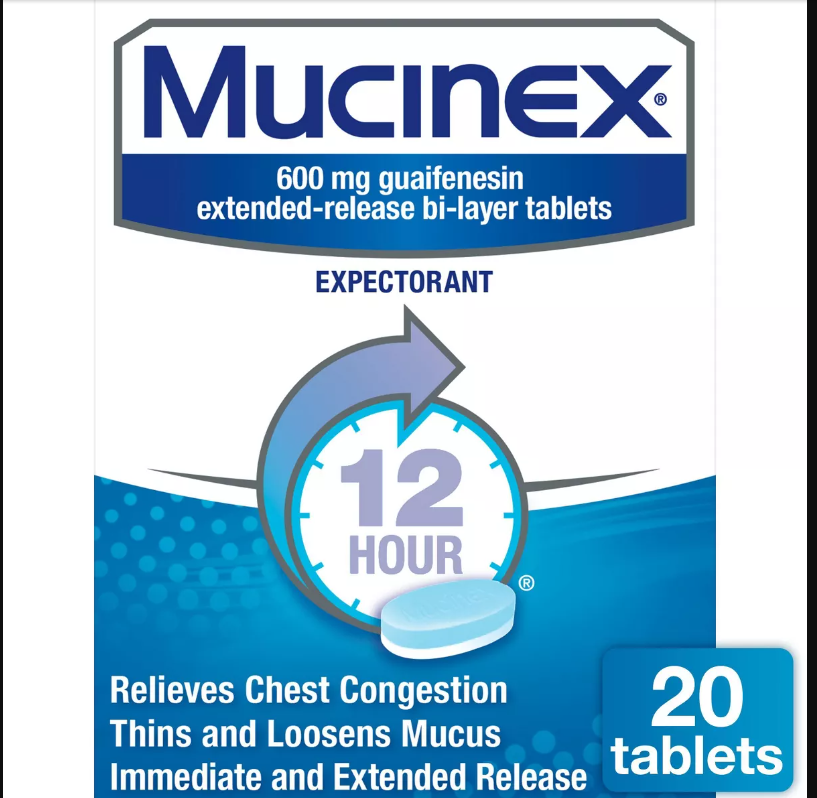 MUCINEX®
600 mg guaifenesin
extended-release bi-layer tablets
EXPECTORANT
12
HOUR
®
Relieves Chest Congestion
Thins and Loosens Mucus
Immediate and Extended Release
20
tablets